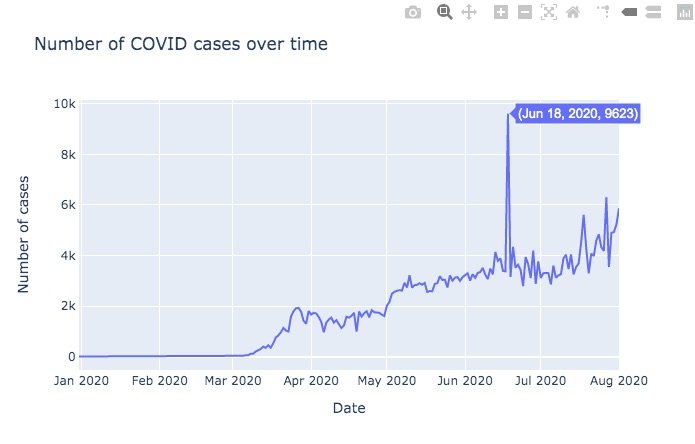 Number of COVID cases over time
10k
(Jun 18, 2020, 9623)
8k
6k
4k
2k
0
Number of cases
Jan 2020 Feb 2020 Mar 2020 Apr 2020 May 2020 Jun 2020 Jul 2020 Aug 2020
Date